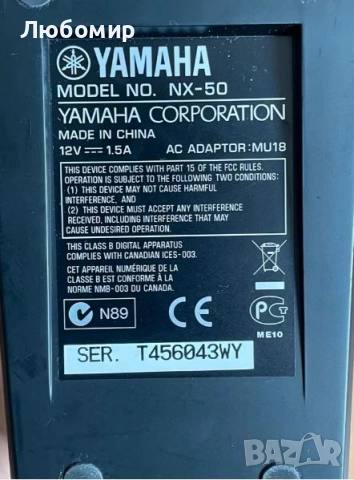 Любомир
YAMAHA
MODEL NO. NX-50
YAMAHA CORPORATION
MADE IN CHINA
12V 1.5A AC ADAPTOR:MU18
THIS DEVICE COMPLIES WITH PART 15 OF THE FCC RULES.
OPERATION IS SUBJECT TO THE FOLLOWING TWO CONDITIONS:
(1) THIS DEVICE MAY NOT CAUSE HARMFUL
INTERFERENCE, AND
(2) THIS DEVICE MUST ACCEPT ANY INTERFERENCE
RECEIVED, INCLUDING INTERFERENCE THAT MAY
CAUSE UNDESIRED OPERATION.
THIS CLASS B DIGITAL APPARATUS
COMPLIES WITH CANADIAN ICES-003.
CET APPAREIL NUMÉRIQUE DE LA
CLASSE B EST CONFORME À LA
NORME NMB-003 DU CANADA.
N89
CE
ME10
SER. T456043WY
BAZAR